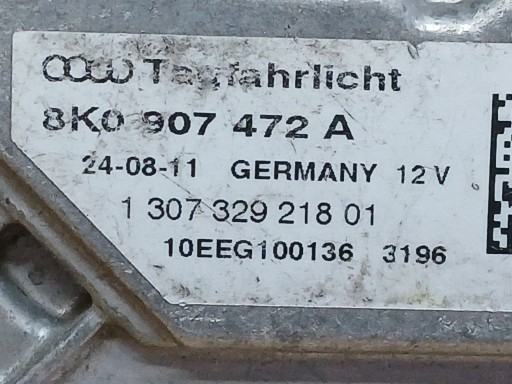 Tagfahrlicht
8K0 907 472 A
24-08-11 GERMANY 12 V
1 307 329 218 01
10EEG100136 3196